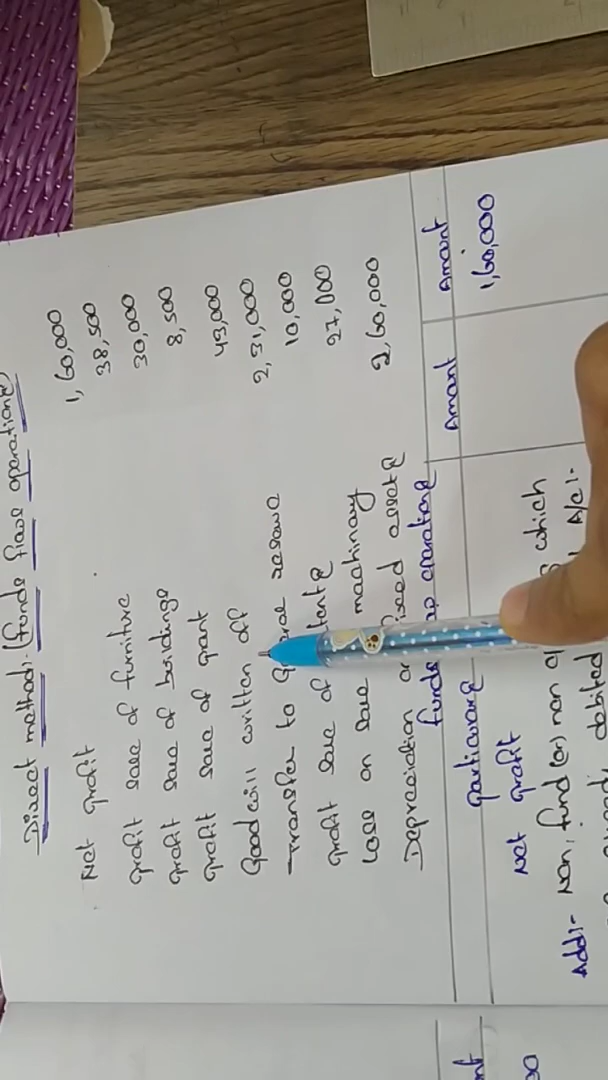 Direct method:- (funds flow operations)
Net profit 1,60,000
profit sale of furniture 38,500
profit sale of buildings 30,000
profit sale of plant 8,500
Good will written off 43,000
Transfer to reserve 2,31,000
profit sale of 10,000
Loss on sale machinery 27,000
Depreciation assets 2,60,000
funds operations
particulars Amount Amount
Net profit 1,60,000
Add:- Non, fund (or) non which
debited A/c:-